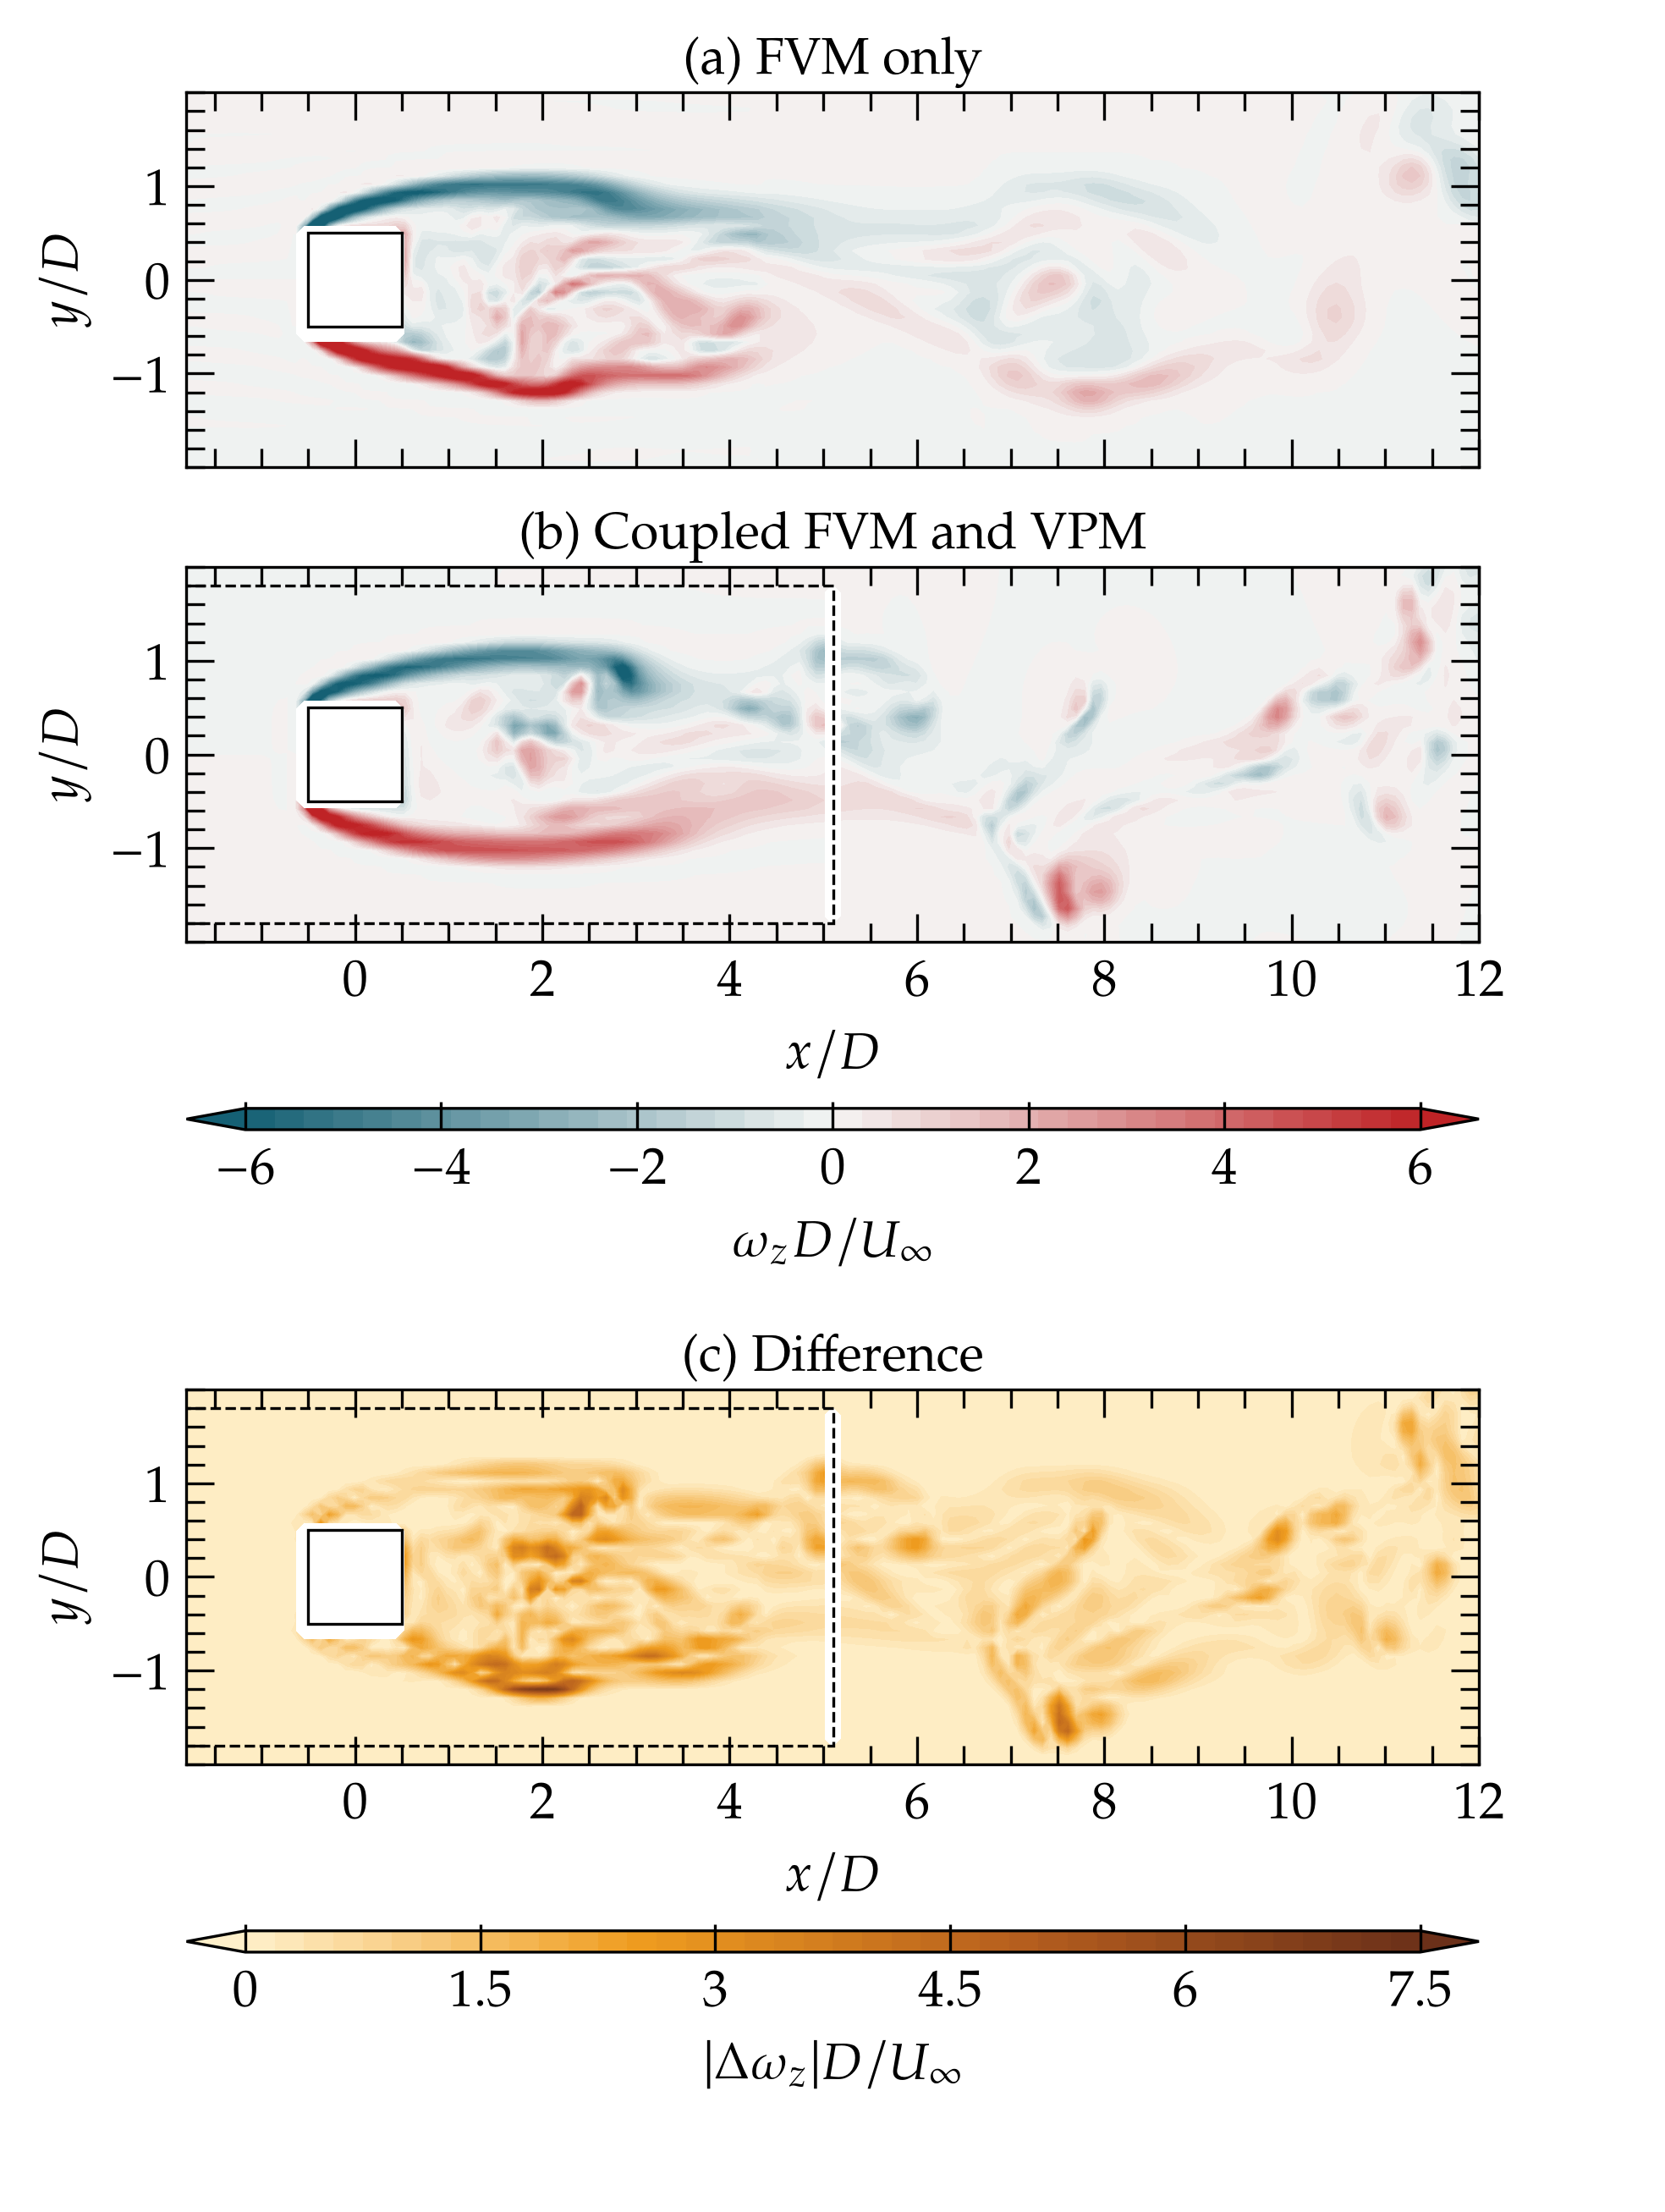 (a) FVM only
1
0
−1
y/D
(b) Coupled FVM and VPM
1
0
−1
y/D
0 2 4 6 8 10 12
x/D
−6 −4 −2 0 2 4 6
ω_z D/U_∞
(c) Difference
1
0
−1
y/D
0 2 4 6 8 10 12
x/D
0 1.5 3 4.5 6 7.5
|Δω_z|D/U_∞